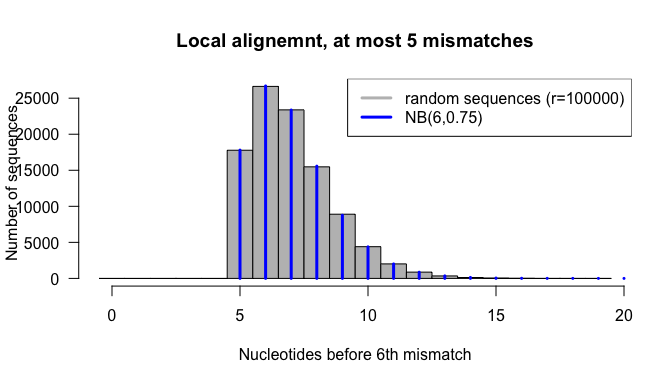 Local alignemnt, at most 5 mismatches
random sequences (r=100000)
NB(6,0.75)
Number of sequences
25000
20000
15000
10000
5000
0
0 5 10 15 20
Nucleotides before 6th mismatch